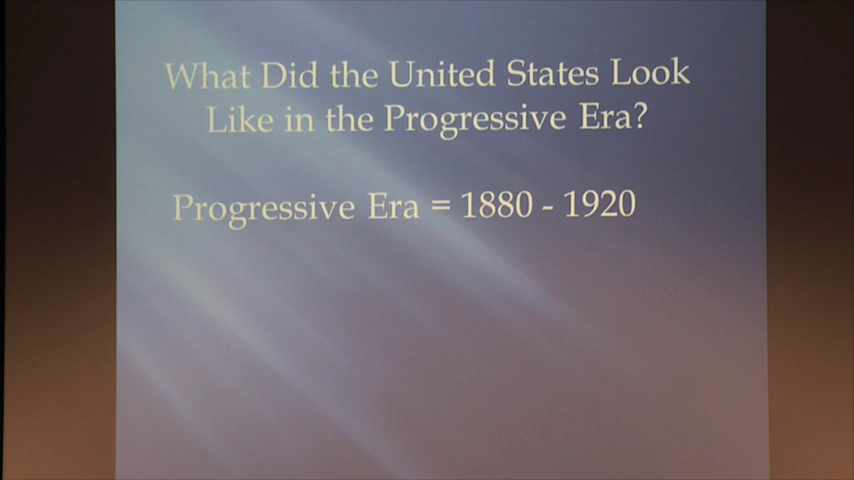 What Did the United States Look
Like in the Progressive Era?
Progressive Era = 1880 - 1920